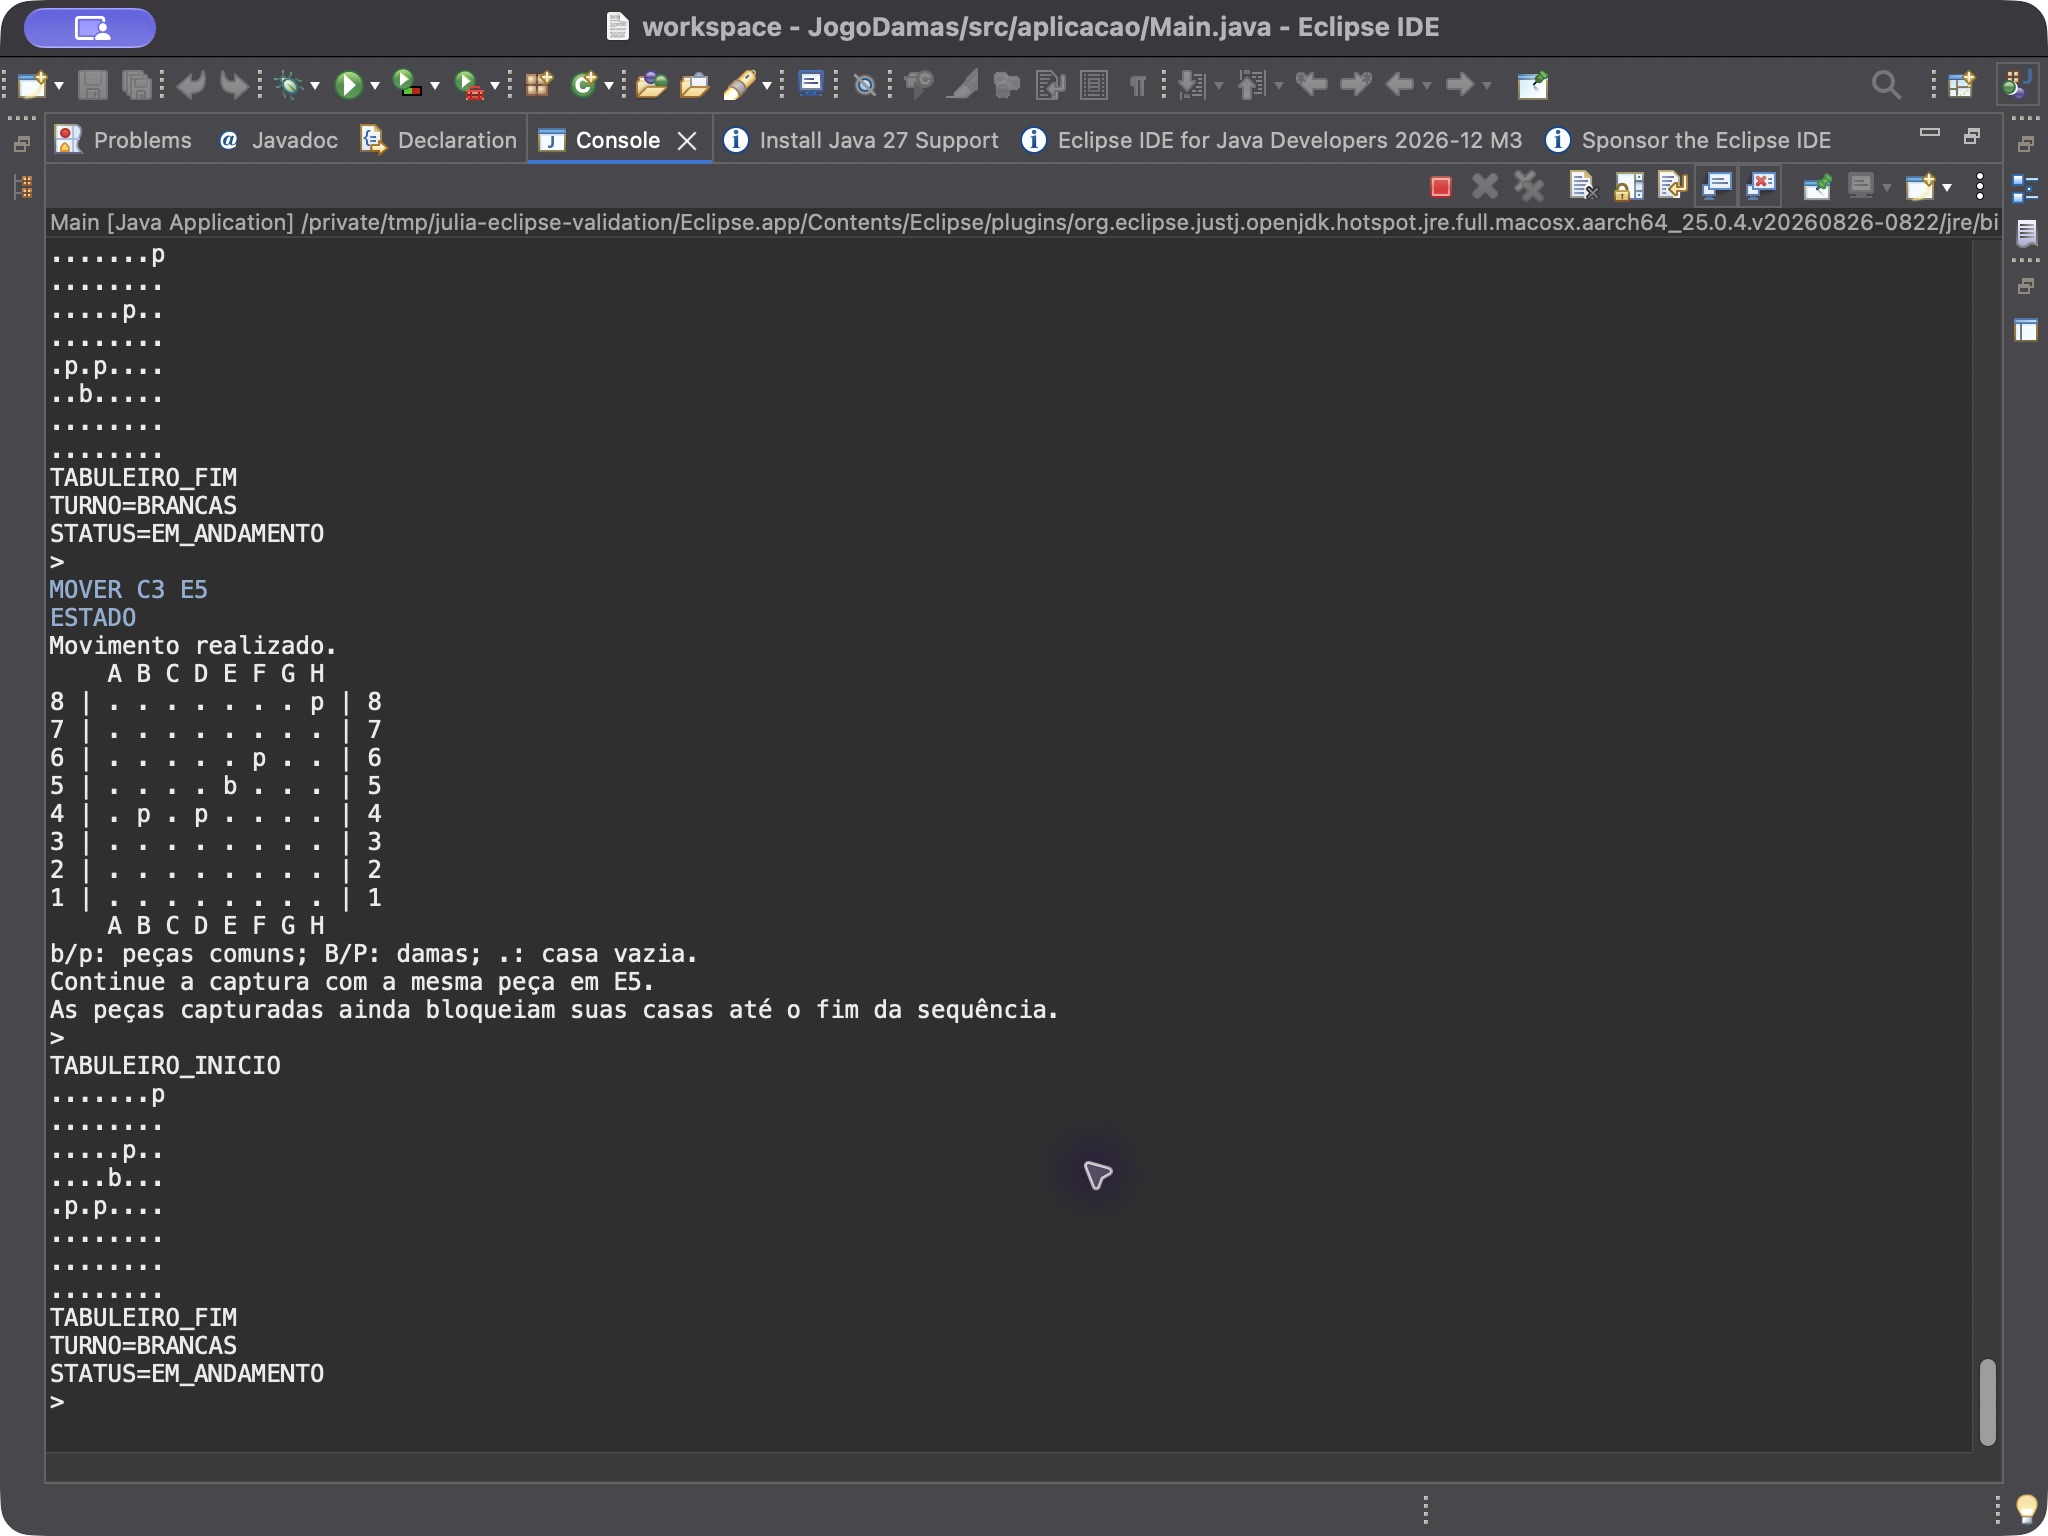 workspace - JogoDamas/src/aplicacao/Main.java - Eclipse IDE
Problems @ Javadoc Declaration Console Install Java 27 Support Eclipse IDE for Java Developers 2026-12 M3 Sponsor the Eclipse IDE
Main [Java Application] /private/tmp/julia-eclipse-validation/Eclipse.app/Contents/Eclipse/plugins/org.eclipse.justj.openjdk.hotspot.jre.full.macosx.aarch64_25.0.4.v20260826-0822/jre/bi
.......p
........
.....p..
........
.p.p....
..b.....
........
........
TABULEIRO_FIM
TURNO=BRANCAS
STATUS=EM_ANDAMENTO
>
MOVER C3 E5
ESTADO
Movimento realizado.
    A B C D E F G H
8 | . . . . . . . p | 8
7 | . . . . . . . . | 7
6 | . . . . . p . . | 6
5 | . . . . b . . . | 5
4 | . p . p . . . . | 4
3 | . . . . . . . . | 3
2 | . . . . . . . . | 2
1 | . . . . . . . . | 1
    A B C D E F G H
b/p: peças comuns; B/P: damas; .: casa vazia.
Continue a captura com a mesma peça em E5.
As peças capturadas ainda bloqueiam suas casas até o fim da sequência.
>
TABULEIRO_INICIO
.......p
........
.....p..
....b...
.p.p....
........
........
........
TABULEIRO_FIM
TURNO=BRANCAS
STATUS=EM_ANDAMENTO
>